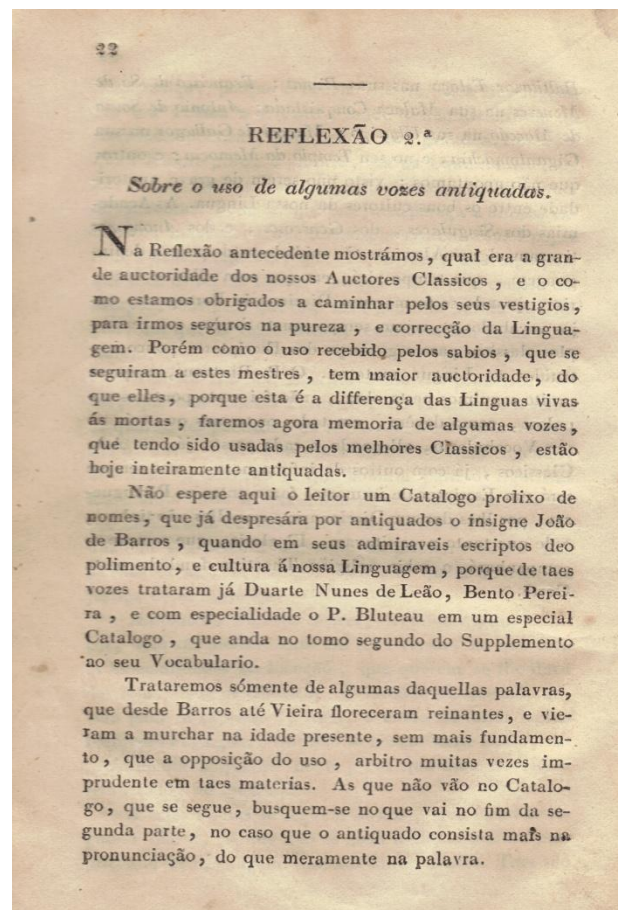 22
REFLEXÃO 2.ª
Sobre o uso de algumas vozes antiquadas.
Na Reflexão antecedente mostrámos, qual era a gran-
de auctoridade dos nossos Auctores Classicos, e o co-
mo estamos obrigados a caminhar pelos seus vestigios,
para irmos seguros na pureza, e correcção da Lingua-
gem. Porém como o uso recebido pelos sabios, que se
seguiram a estes mestres, tem maior auctoridade, do
que elles, porque esta é a differença das Linguas vivas
ás mortas, faremos agora memoria de algumas vozes,
que tendo sido usadas pelos melhores Classicos, estão
hoje inteiramente antiquadas.
Não espere aqui o leitor um Catalogo prolixo de
nomes, que já despresára por antiquados o insigne João
de Barros, quando em seus admiraveis escriptos deo
polimento, e cultura á nossa Linguagem, porque de taes
vozes trataram já Duarte Nunes de Leão, Bento Perei-
ra, e com especialidade o P. Bluteau em um especial
Catalogo, que anda no tomo segundo do Supplemento
ao seu Vocabulario.
Trataremos sómente de algumas daquellas palavras,
que desde Barros até Vieira floreceram reinantes, e vie-
ram a murchar na idade presente, sem mais fundamen-
to, que a opposição do uso, arbitro muitas vezes im-
prudente em taes materias. As que não vão no Catalo-
go, que se segue, busquem-se no que vai no fim da se-
gunda parte, no caso que o antiquado consista mais na
pronunciação, do que meramente na palavra.